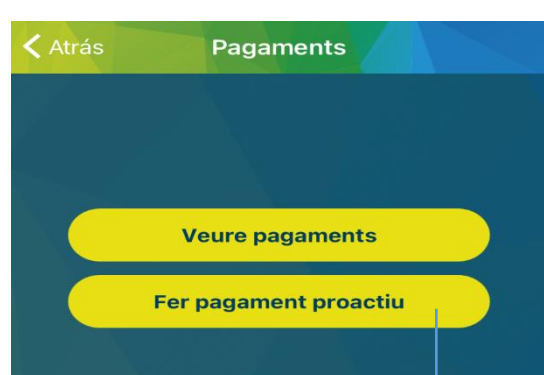 Atrás
Pagaments
Veure pagaments
Fer pagament proactiu